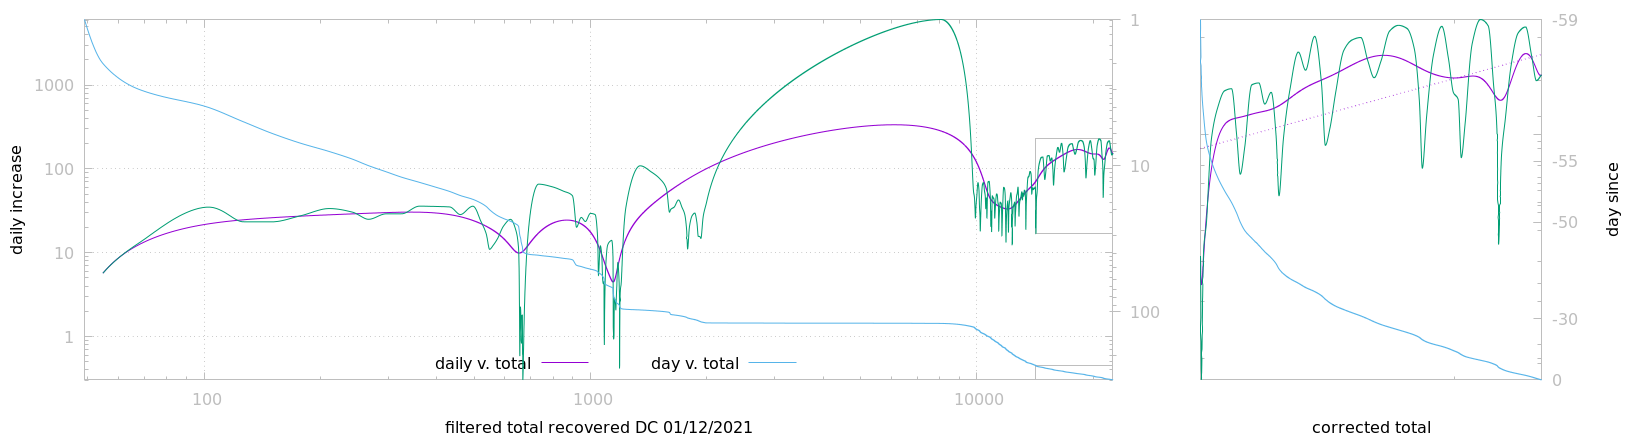 1
-59
1000
100
10
1
daily increase
10
100
-55
-50
-30
0
day since
daily v. total
day v. total
100
1000
10000
filtered total recovered DC 01/12/2021
corrected total